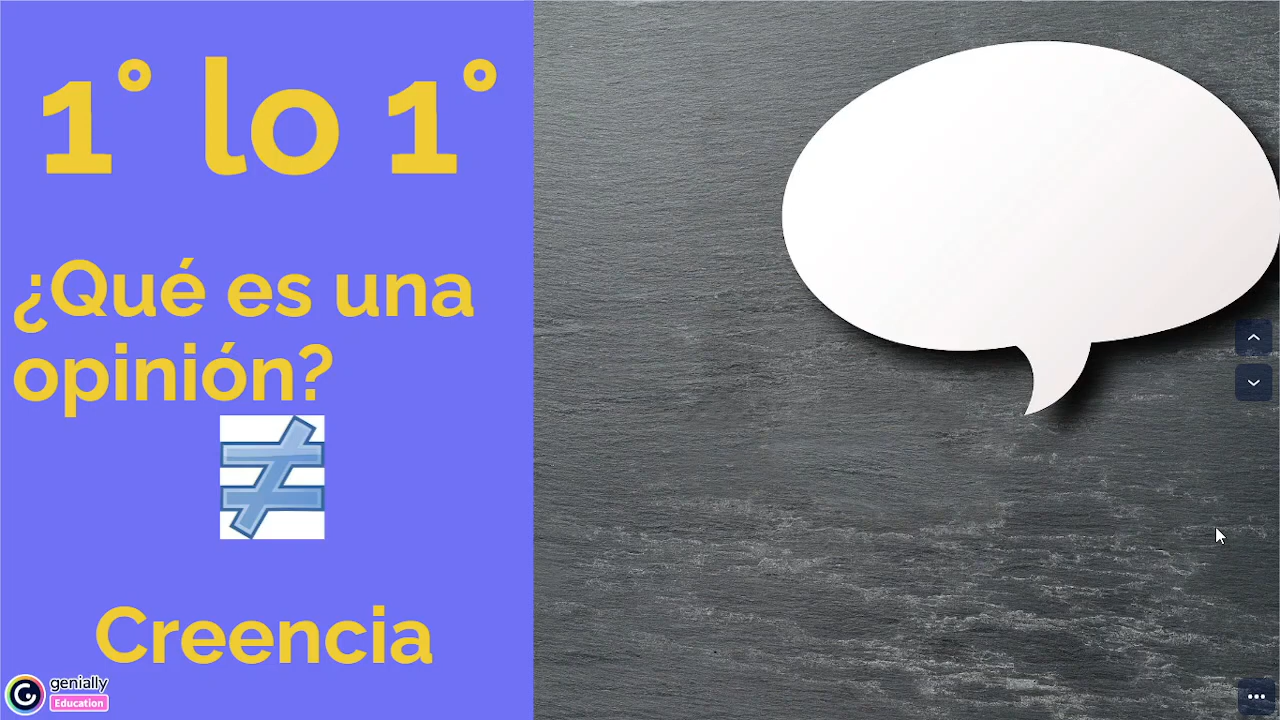 1° lo 1°
¿Qué es una
opinión?
≠
Creencia
genially
Education